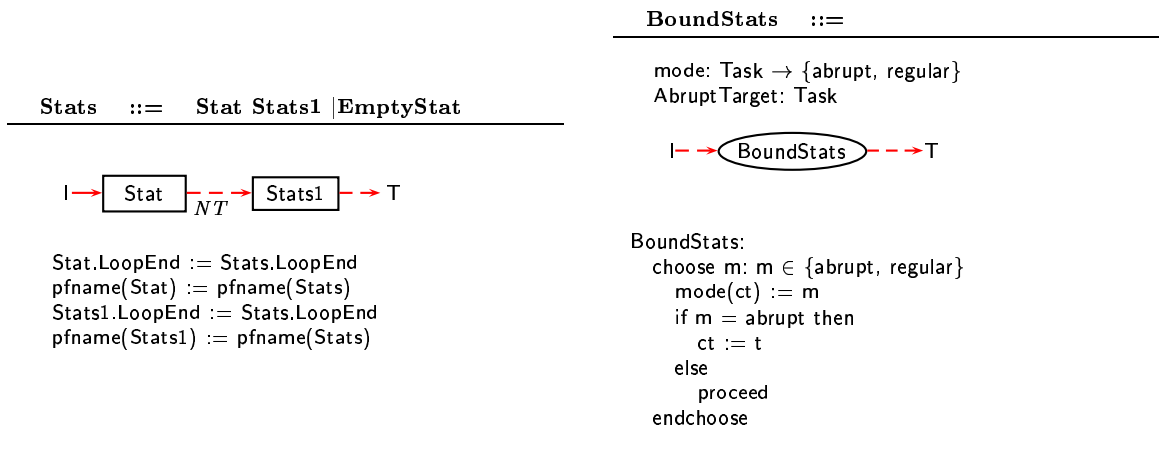 Stats ::= Stat Stats1 |EmptyStat
I Stat NT Stats1 T
Stat.LoopEnd := Stats.LoopEnd
pfname(Stat) := pfname(Stats)
Stats1.LoopEnd := Stats.LoopEnd
pfname(Stats1) := pfname(Stats)
BoundStats ::=
mode: Task → {abrupt, regular}
AbruptTarget: Task
I BoundStats T
BoundStats:
choose m: m ∈ {abrupt, regular}
mode(ct) := m
if m = abrupt then
ct := t
else
proceed
endchoose